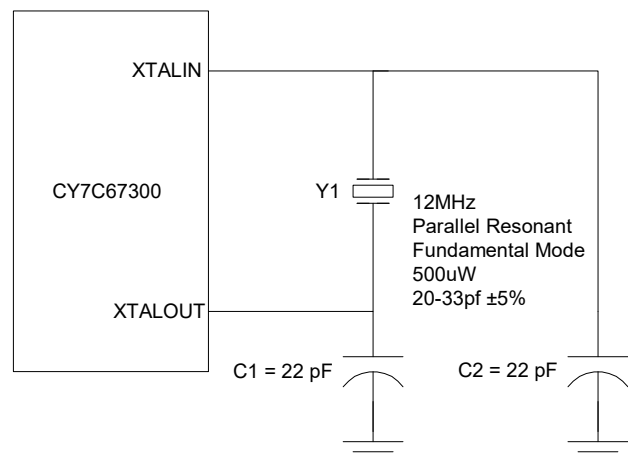 XTALIN
CY7C67300
Y1
12MHz
Parallel Resonant
Fundamental Mode
500uW
20-33pf ±5%
XTALOUT
C1 = 22 pF
C2 = 22 pF